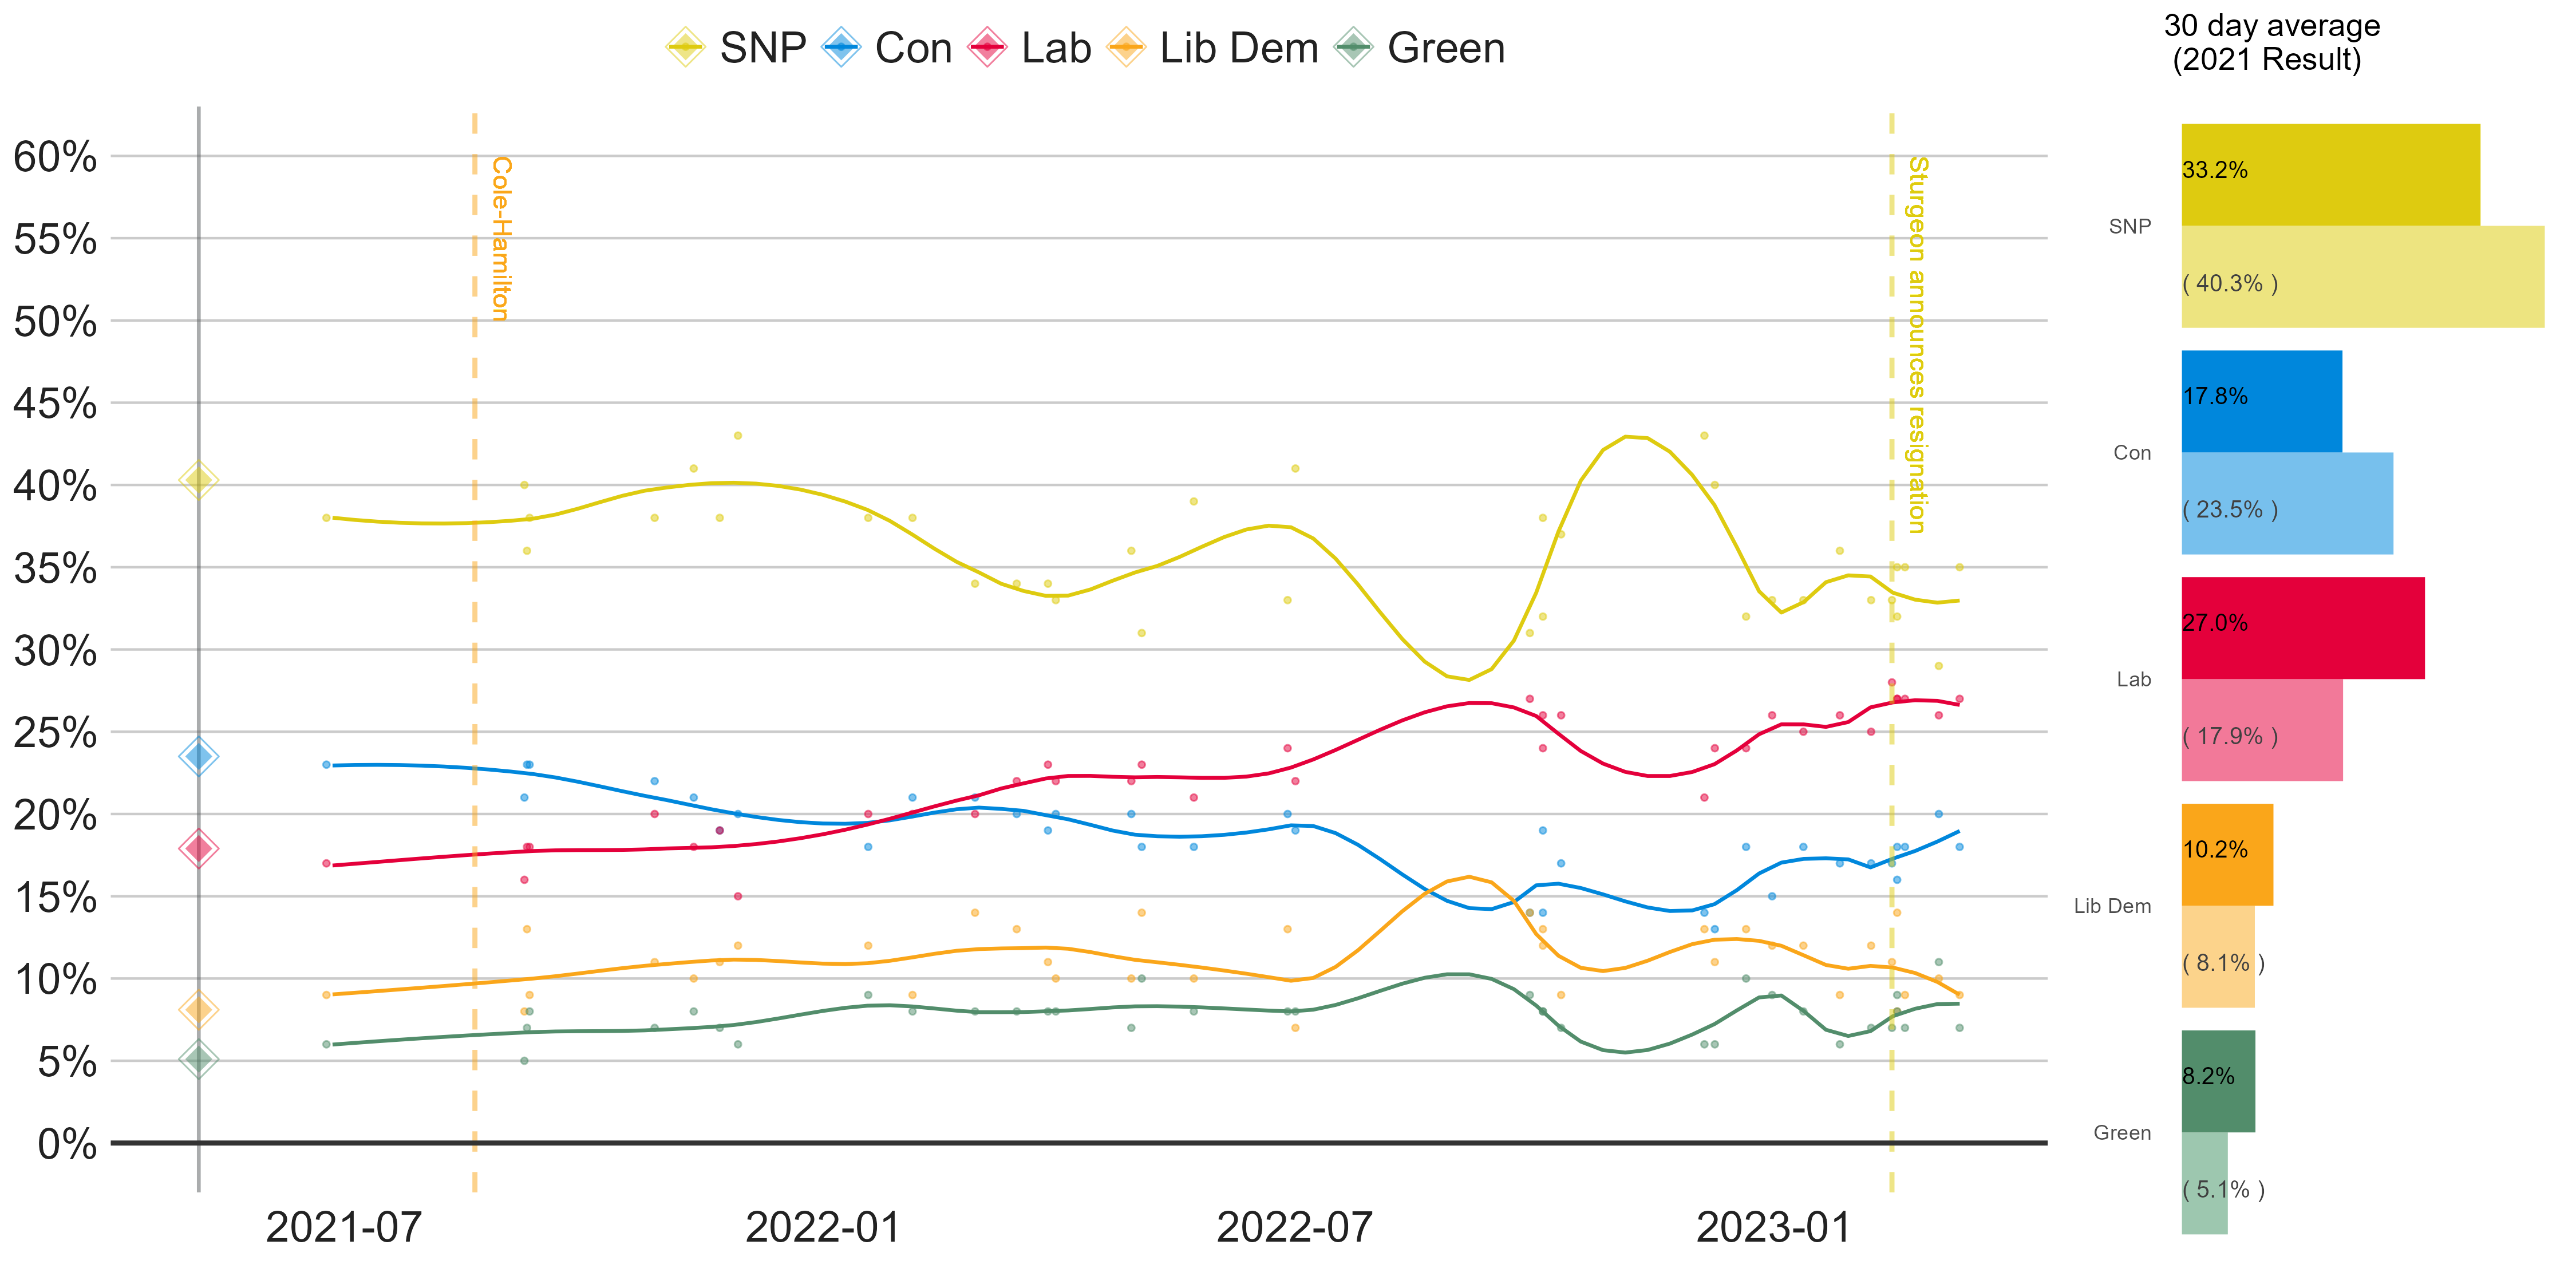 SNP Con Lab Lib Dem Green
30 day average
(2021 Result)
60%
55%
50%
45%
40%
35%
30%
25%
20%
15%
10%
5%
0%
Cole-Hamilton
Sturgeon announces resignation
2021-07 2022-01 2022-07 2023-01
SNP
33.2%
( 40.3% )
Con
17.8%
( 23.5% )
Lab
27.0%
( 17.9% )
Lib Dem
10.2%
( 8.1% )
Green
8.2%
( 5.1% )